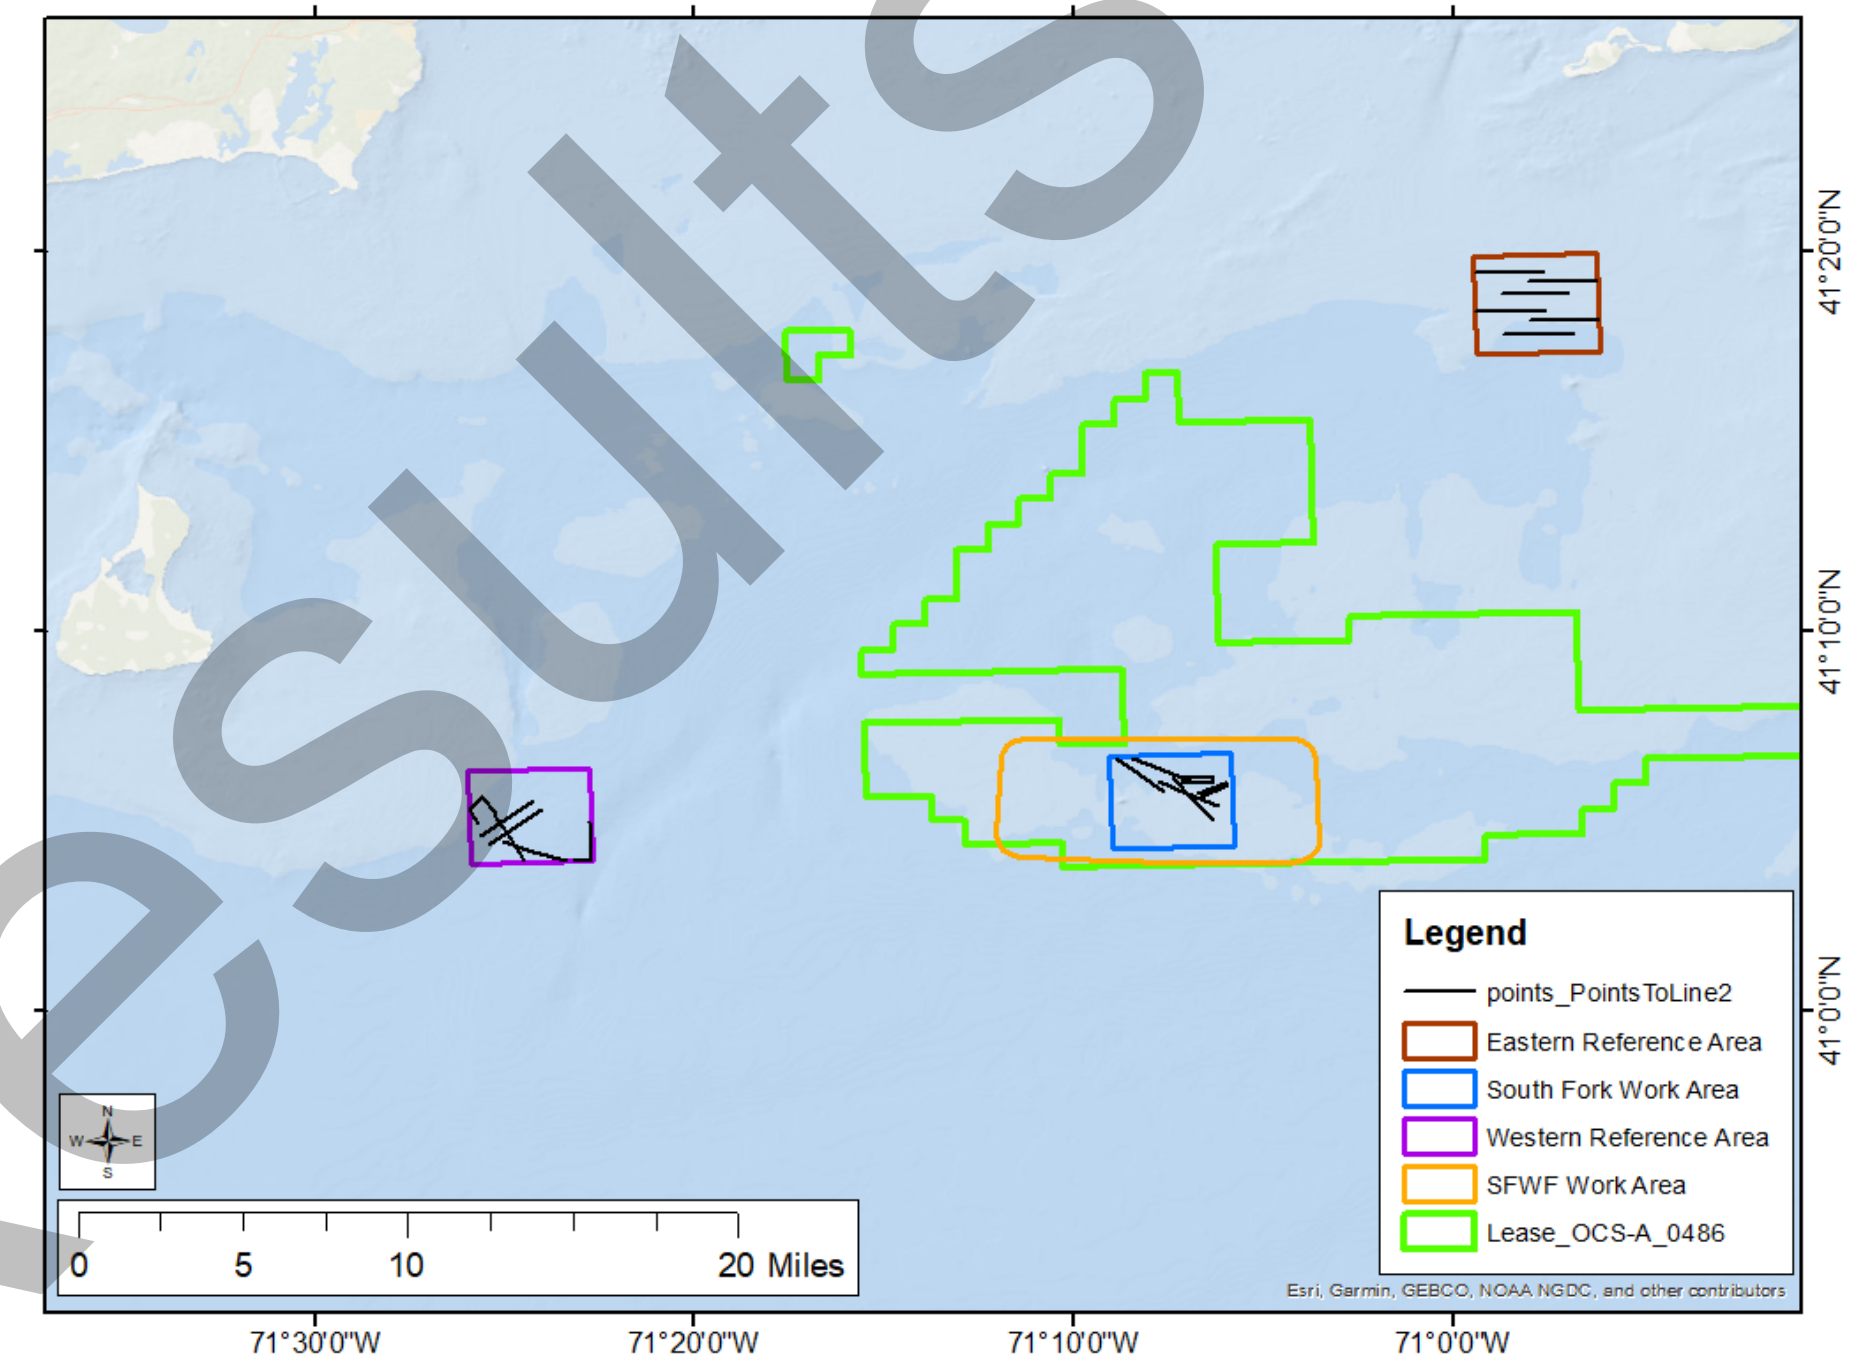 esults
41°20'0"N
41°10'0"N
41°0'0"N
Legend
points_PointsToLine2
Eastern Reference Area
South Fork Work Area
Western Reference Area
SFWF Work Area
Lease_OCS-A_0486
N
W E
S
0 5 10 20 Miles
Esri, Garmin, GEBCO, NOAA NGDC, and other contributors
71°30'0"W 71°20'0"W 71°10'0"W 71°0'0"W